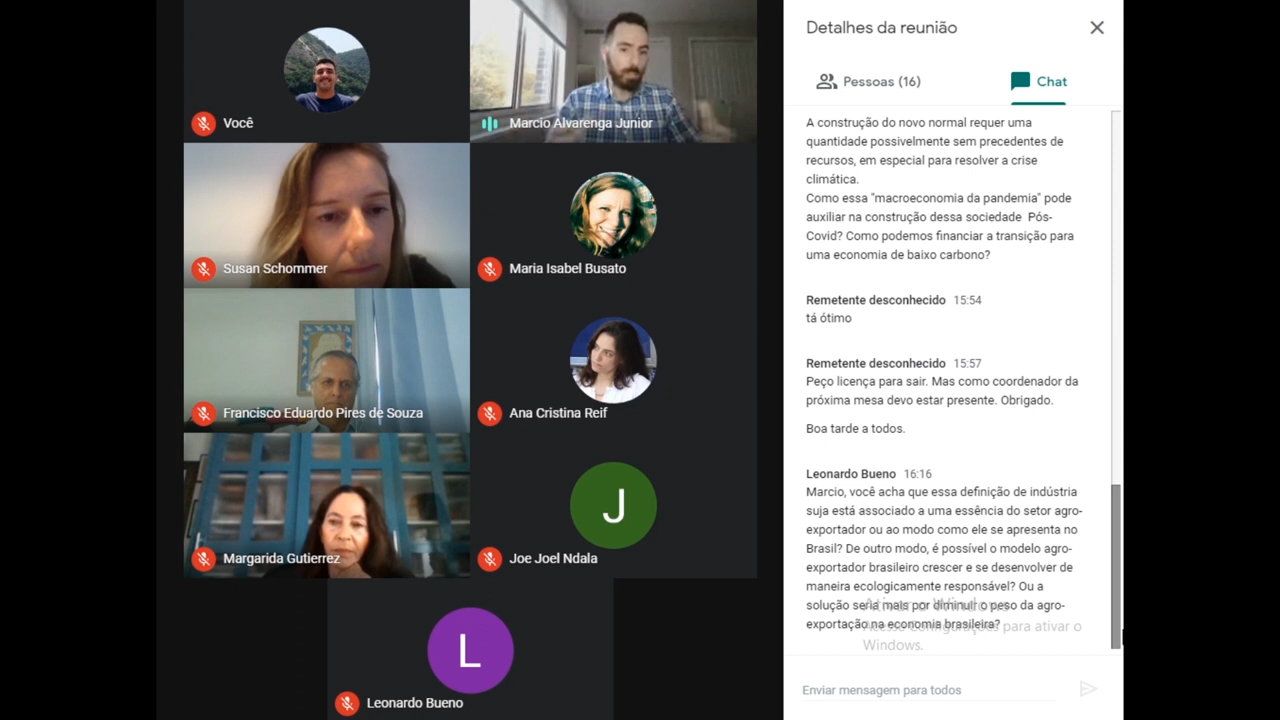 Você
Marcio Alvarenga Junior
Susan Schommer
Maria Isabel Busato
Francisco Eduardo Pires de Souza
Ana Cristina Reif
Margarida Gutierrez
J
Joe Joel Ndala
L
Leonardo Bueno
Detalhes da reunião
Pessoas (16)
Chat
A construção do novo normal requer uma
quantidade possivelmente sem precedentes de
recursos, em especial para resolver a crise
climática.
Como essa "macroeconomia da pandemia" pode
auxiliar na construção dessa sociedade Pós-
Covid? Como podemos financiar a transição para
uma economia de baixo carbono?
Remetente desconhecido 15:54
tá ótimo
Remetente desconhecido 15:57
Peço licença para sair. Mas como coordenador da
próxima mesa devo estar presente. Obrigado.
Boa tarde a todos.
Leonardo Bueno 16:16
Marcio, você acha que essa definição de indústria
suja está associado a uma essência do setor agro-
exportador ou ao modo como ele se apresenta no
Brasil? De outro modo, é possível o modelo agro-
exportador brasileiro crescer e se desenvolver de
maneira ecologicamente responsável? Ou a
solução será mesmo por diminuir o peso da agro-
exportação na economia brasileira?
Ativar o Windows
Acesse Configurações para ativar o
Windows.
Enviar mensagem para todos